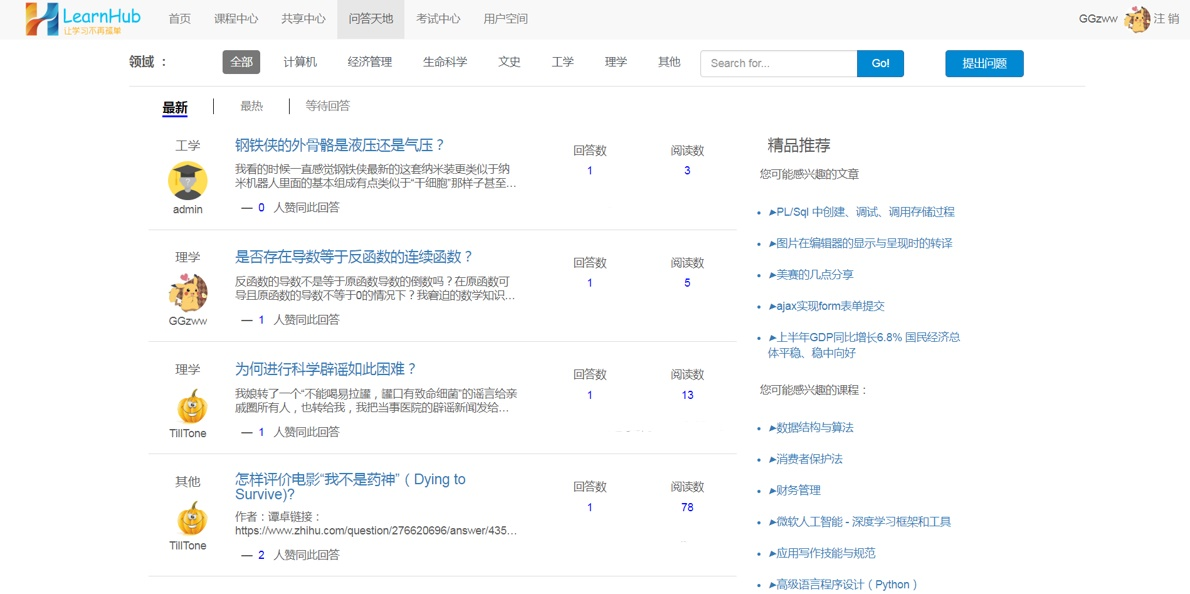 LearnHub
让学习不再孤单
首页 课程中心 共享中心 问答天地 考试中心 用户空间
GGzww 注 销
领域 ： 全部 计算机 经济管理 生命科学 文史 工学 理学 其他 Search for... Go! 提出问题
最新 最热 等待回答
工学
admin
钢铁侠的外骨骼是液压还是气压？
我看的时候一直感觉钢铁侠最新的这套纳米装更类似于纳
米机器人里面的基本组成有点类似于“干细胞”那样子甚至...
— 0 人赞同此回答
回答数 阅读数
1 3
理学
GGzww
是否存在导数等于反函数的连续函数？
反函数的导数不是等于原函数导数的倒数吗？在原函数可
导且原函数的导数不等于0的情况下？我窘迫的数学知识...
— 1 人赞同此回答
回答数 阅读数
1 5
理学
TillTone
为何进行科学辟谣如此困难？
我娘转了一个“不能喝易拉罐，罐口有致命细菌”的谣言给亲
戚圈所有人，也转给我，我把当事医院的辟谣新闻发给...
— 1 人赞同此回答
回答数 阅读数
1 13
其他
TillTone
怎样评价电影“我不是药神”（ Dying to
Survive)?
作者：谭卓链接：
https://www.zhihu.com/question/276620696/answer/435...
— 2 人赞同此回答
回答数 阅读数
1 78
精品推荐
您可能感兴趣的文章
PL/Sql 中创建、调试、调用存储过程
图片在编辑器的显示与呈现时的转译
美赛的几点分享
ajax实现form表单提交
上半年GDP同比增长6.8% 国民经济总
体平稳、稳中向好
您可能感兴趣的课程：
数据结构与算法
消费者保护法
财务管理
微软人工智能 - 深度学习框架和工具
应用写作技能与规范
高级语言程序设计（ Python ）